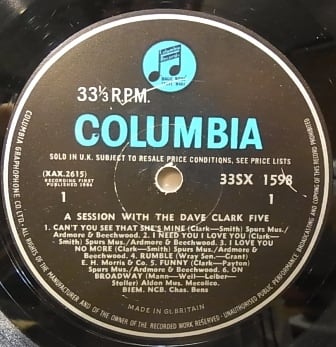 33⅓ R.P.M.
COLUMBIA
SOLD IN U.K. SUBJECT TO RESALE PRICE CONDITIONS, SEE PRICE LISTS
(XAX.2615)
RECORDING FIRST
PUBLISHED 1964
33SX 1598
1
1
A SESSION WITH THE DAVE CLARK FIVE
1. CAN'T YOU SEE THAT SHE'S MINE (Clark—Smith) Spurs Mus./
Ardmore & Beechwood. 2. I NEED YOU I LOVE YOU (Clark—
Smith) Spurs Mus./Ardmore & Beechwood. 3. I LOVE YOU
NO MORE (Clark—Smith) Spurs Mus./Ardmore &
Beechwood. 4. RUMBLE (Wray Sen.—Grant)
E. H. Morris & Co. 5. FUNNY (Clark—Payton)
Spurs Mus./Ardmore & Beechwood. 6. ON
BROADWAY (Mann—Weil—Leiber—
Stoller) Aldon Mus. Mecolico.
BIEM. NCB. Chas. Bens
MADE IN GT.BRITAIN
COLUMBIA GRAPHOPHONE CO. LTD. ALL RIGHTS OF THE MANUFACTURER AND OF THE OWNER OF THE RECORDED WORK RESERVED UNAUTHORISED PUBLIC PERFORMANCE BROADCASTING AND COPYING OF THIS RECORD PROHIBITED